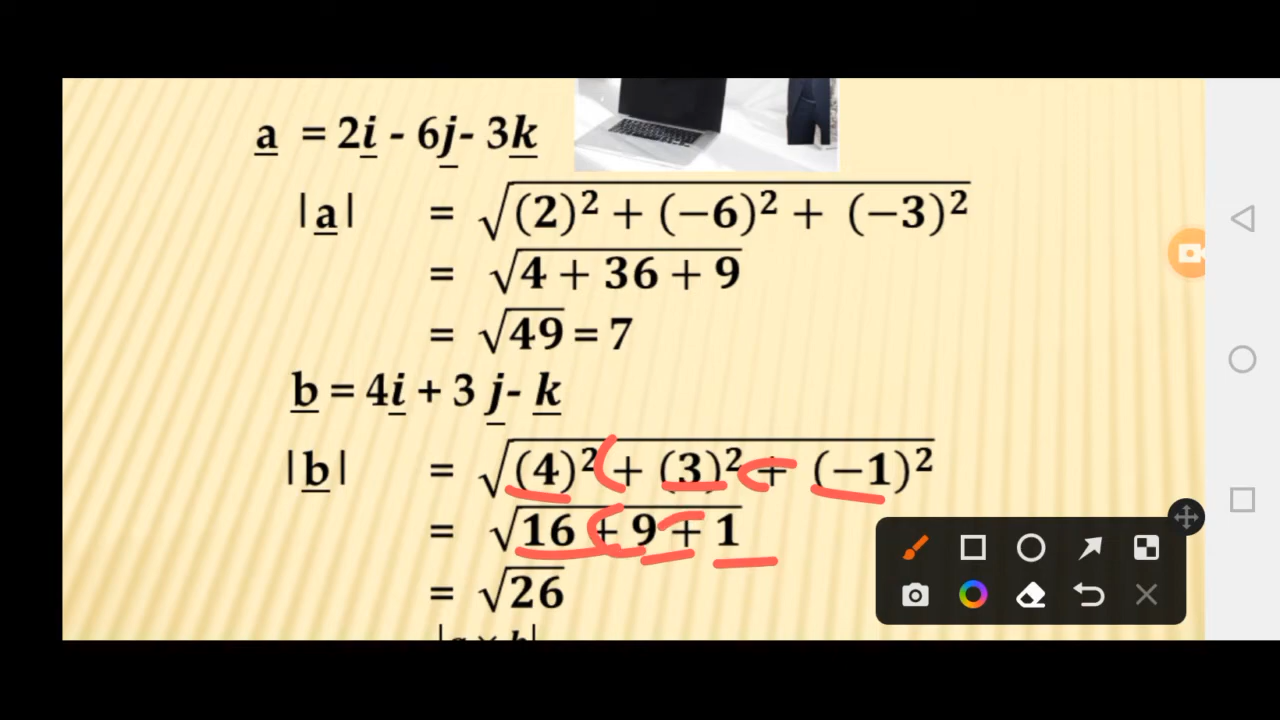 a = 2i - 6j- 3k
|a| = √(2)² + (−6)² + (−3)²
= √4 + 36 + 9
= √49 = 7
b = 4i + 3 j- k
|b| = √(4)² + (3)² + (−1)²
= √16 + 9 + 1
= √26